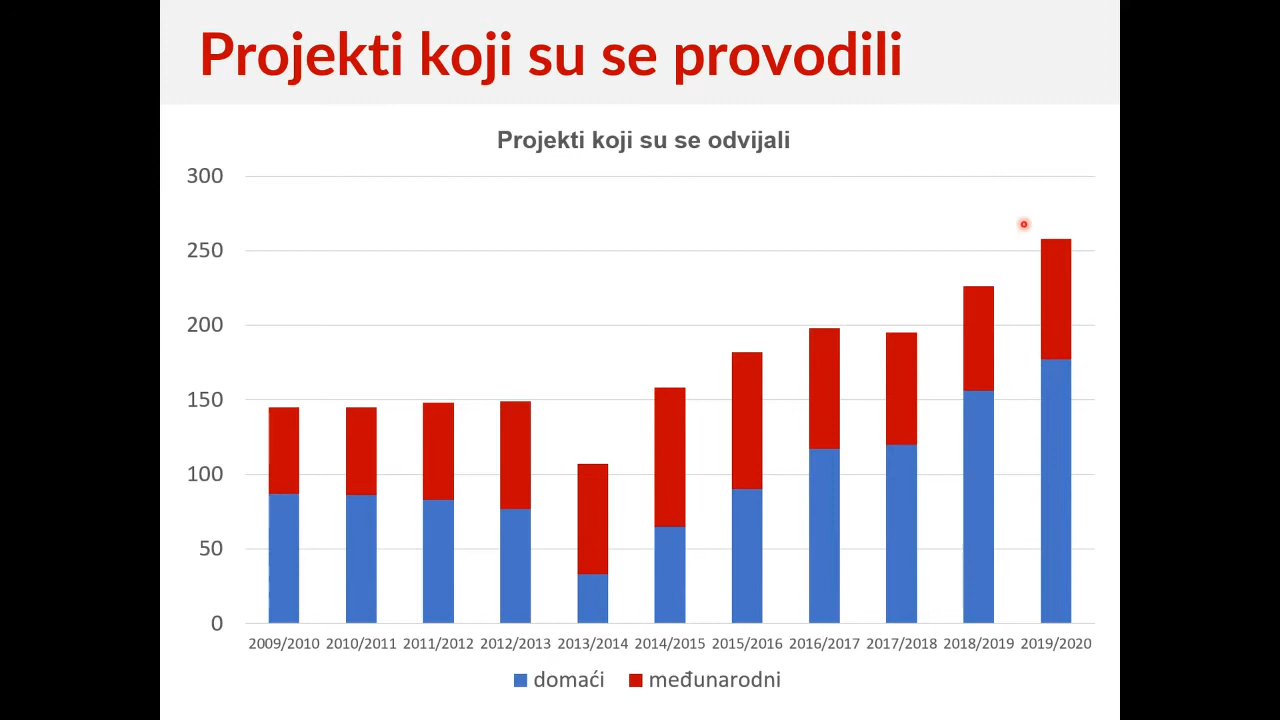 Projekti koji su se provodili
Projekti koji su se odvijali
300
250
200
150
100
50
0
2009/2010 2010/2011 2011/2012 2012/2013 2013/2014 2014/2015 2015/2016 2016/2017 2017/2018 2018/2019 2019/2020
domaći međunarodni